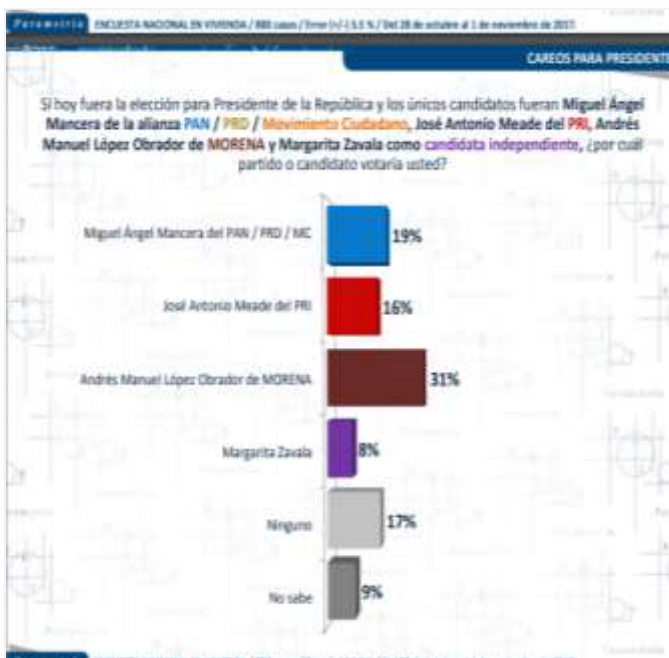 Parametría ENCUESTA NACIONAL EN VIVIENDA / 800 casos / Error (+/-) 3.5 % / Del 28 de octubre al 1 de noviembre de 2017.
CAREOS PARA PRESIDENTE
Si hoy fuera la elección para Presidente de la República y los únicos candidatos fueran Miguel Ángel
Mancera de la alianza PAN / PRD / Movimiento Ciudadano, José Antonio Meade del PRI, Andrés
Manuel López Obrador de MORENA y Margarita Zavala como candidata independiente, ¿por cuál
partido o candidato votaría usted?
Miguel Ángel Mancera del PAN / PRD / MC 19%
José Antonio Meade del PRI 16%
Andrés Manuel López Obrador de MORENA 31%
Margarita Zavala 8%
Ninguno 17%
No sabe 9%